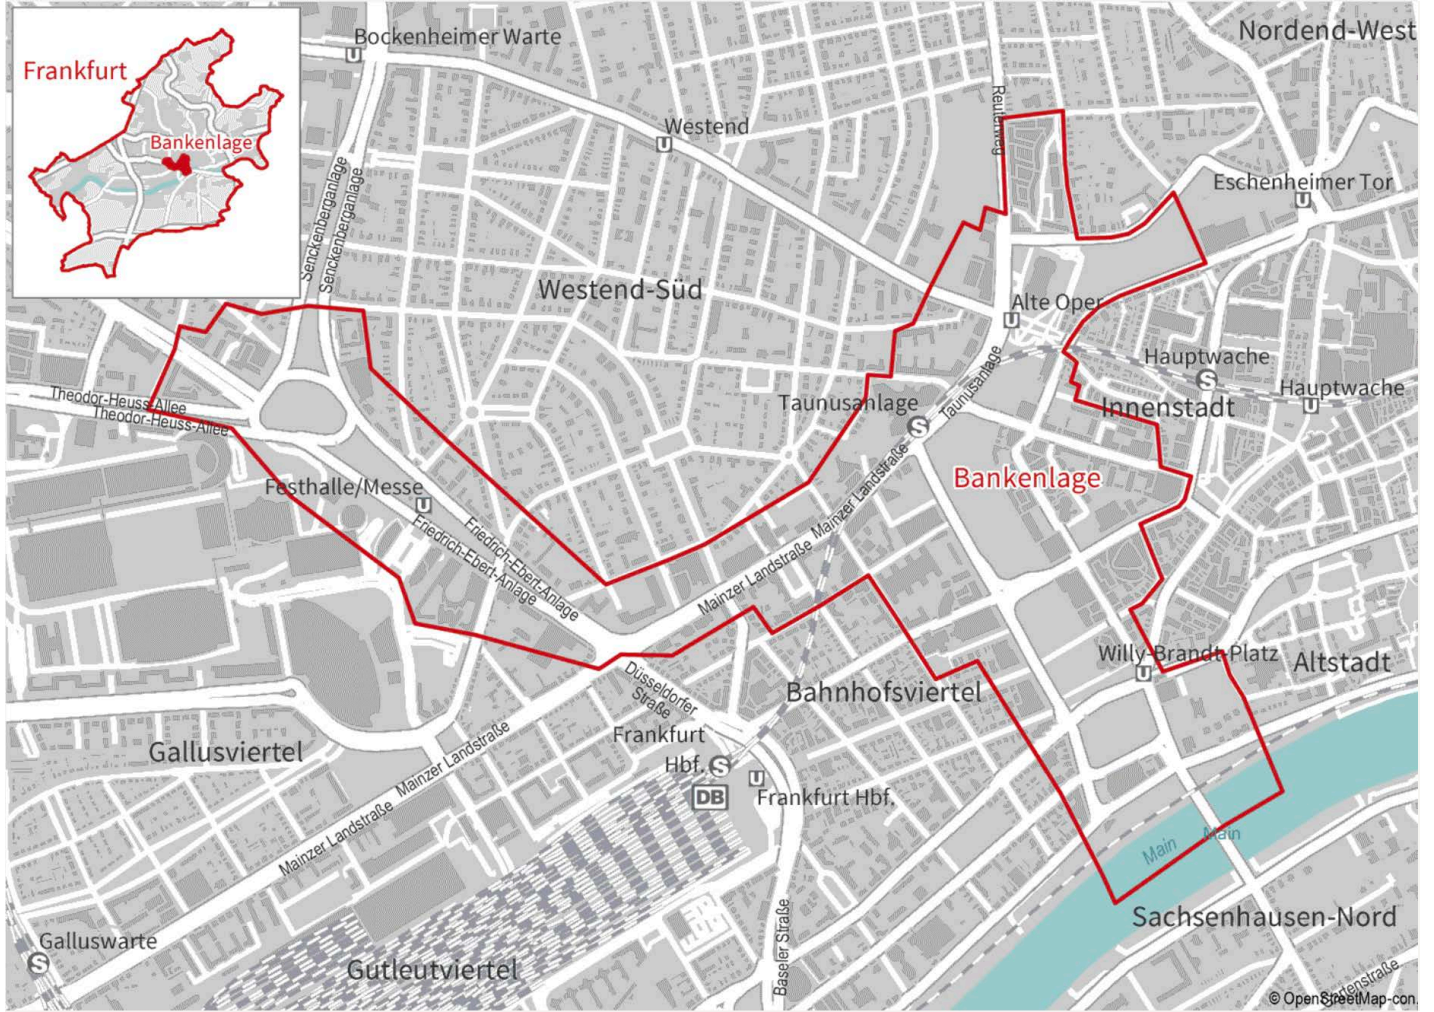 Frankfurt
Bankenlage
Bockenheimer Warte
U
Nordend-West
Westend
U
Reuterweg
Senckenberganlage
Senckenberganlage
Eschenheimer Tor
U
Westend-Süd
Alte Oper
U
Hauptwache
S
Hauptwache
U
Theodor-Heuss-Allee
Theodor-Heuss-Allee
Taunusanlage
S
Taunusanlage
Innenstadt
Bankenlage
Festhalle/Messe
U
Friedrich-Ebert-Anlage
Friedrich-Ebert-Anlage
Mainzer Landstraße
Mainzer Landstraße
Willy-Brandt-Platz
U
Altstadt
Düsseldorfer
Straße
Bahnhofsviertel
Gallusviertel
Frankfurt
Hbf.
S
DB
U
Frankfurt Hbf.
Mainzer Landstraße
Mainzer Landstraße
Main
Main
Baseler Straße
Sachsenhausen-Nord
Galluswarte
S
Gutleutviertel
© OpenStreetMap-con.